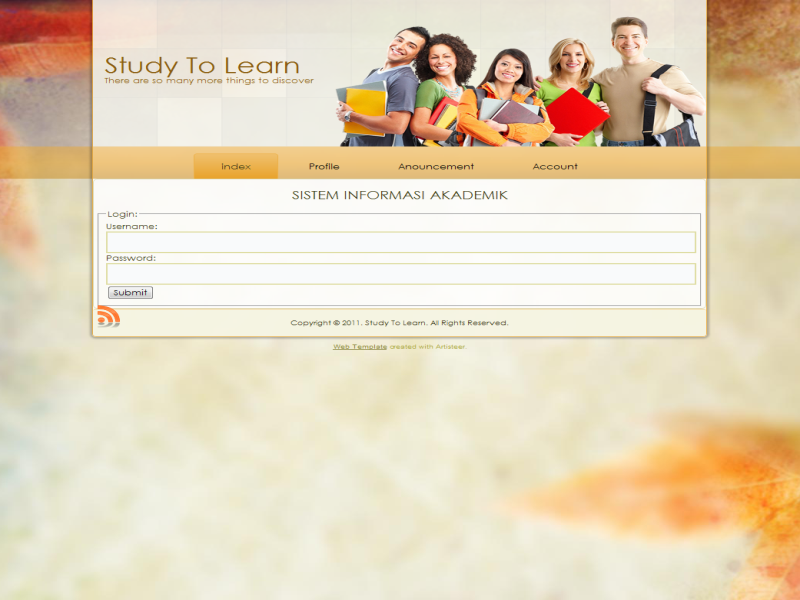 Study To Learn
There are so many more things to discover
Index Profile Anouncement Account
SISTEM INFORMASI AKADEMIK
Login:
Username:
Password:
Submit
Copyright © 2011. Study To Learn. All Rights Reserved.
Web Template created with Artisteer.